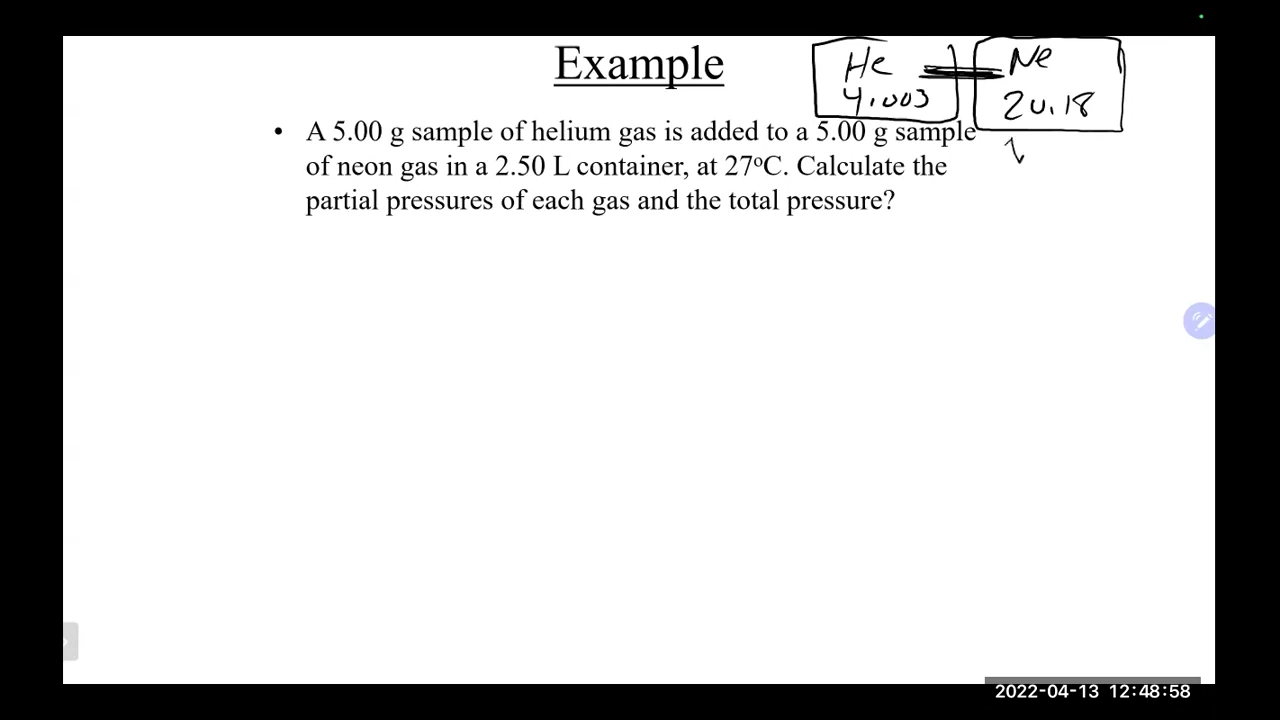 Example
He
4.003
Ne
20.18
• A 5.00 g sample of helium gas is added to a 5.00 g sample
of neon gas in a 2.50 L container, at 27°C. Calculate the
partial pressures of each gas and the total pressure?
2022-04-13 12:48:58